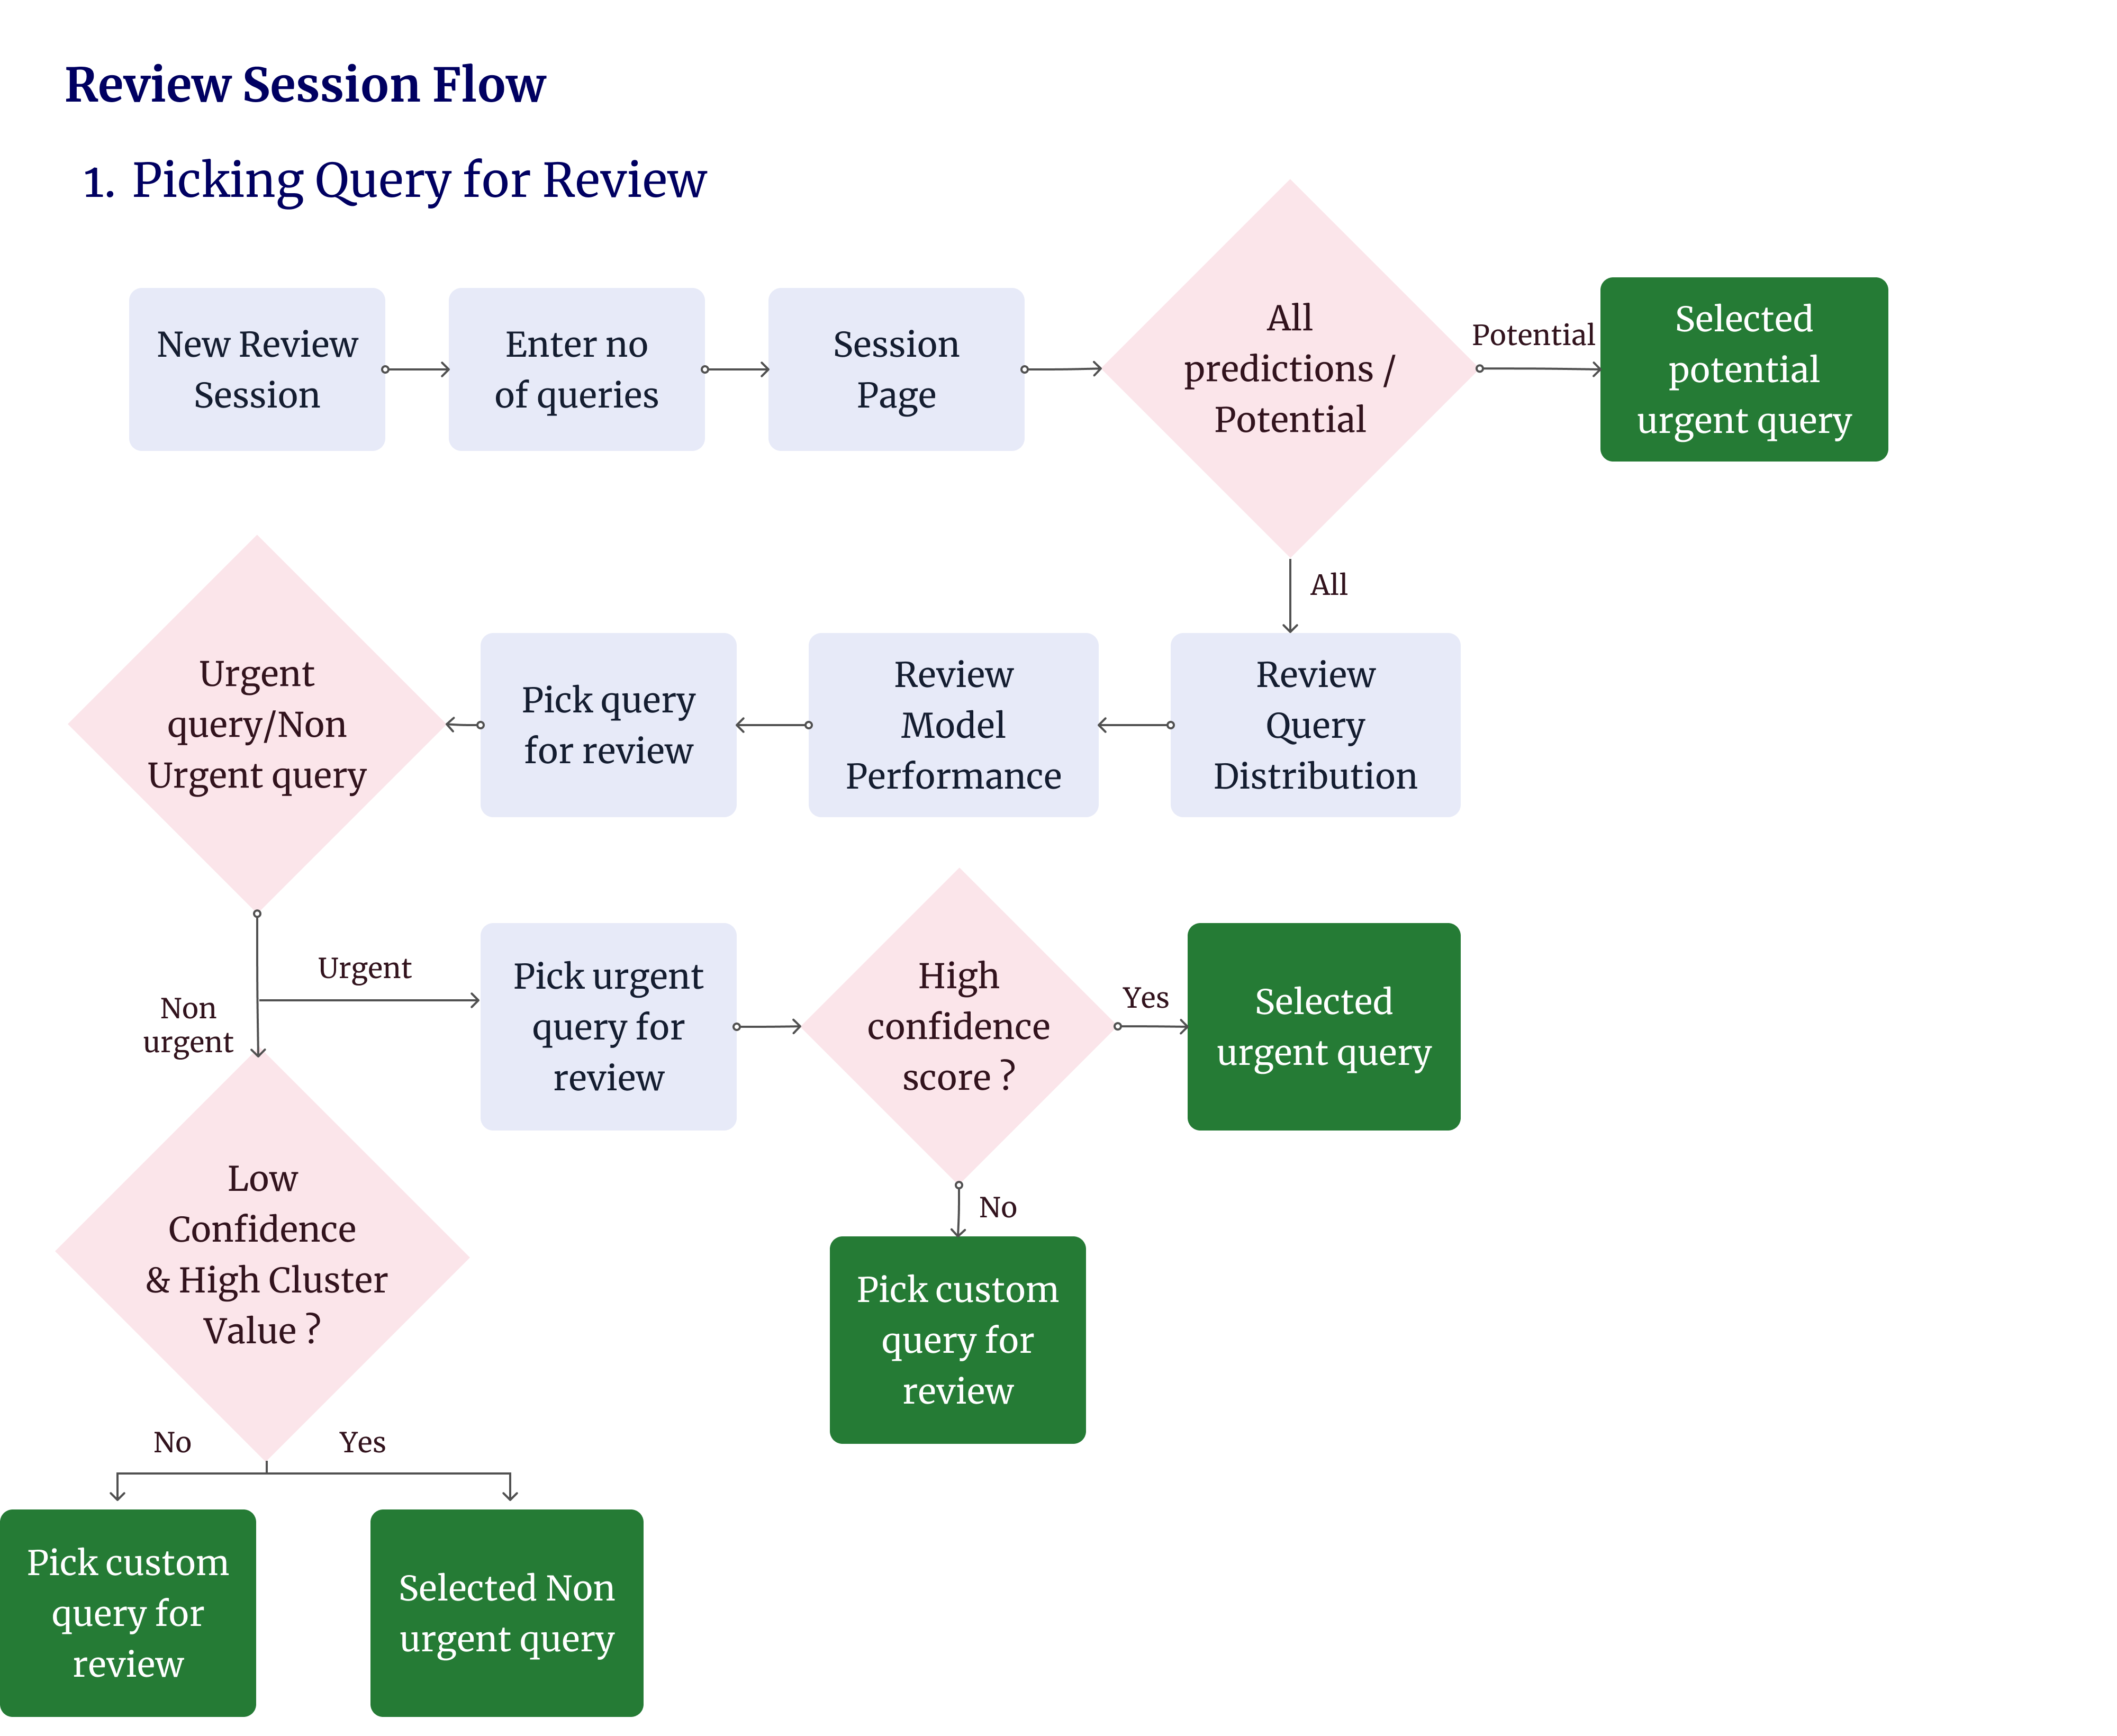 Review Session Flow
1. Picking Query for Review
New Review
Session
Enter no
of queries
Session
Page
All
predictions /
Potential
Potential
Selected
potential
urgent query
All
Urgent
query/Non
Urgent query
Pick query
for review
Review
Model
Performance
Review
Query
Distribution
Non
urgent
Urgent
Pick urgent
query for
review
High
confidence
score ?
Yes
Selected
urgent query
No
Pick custom
query for
review
Low
Confidence
& High Cluster
Value ?
No
Yes
Pick custom
query for
review
Selected Non
urgent query